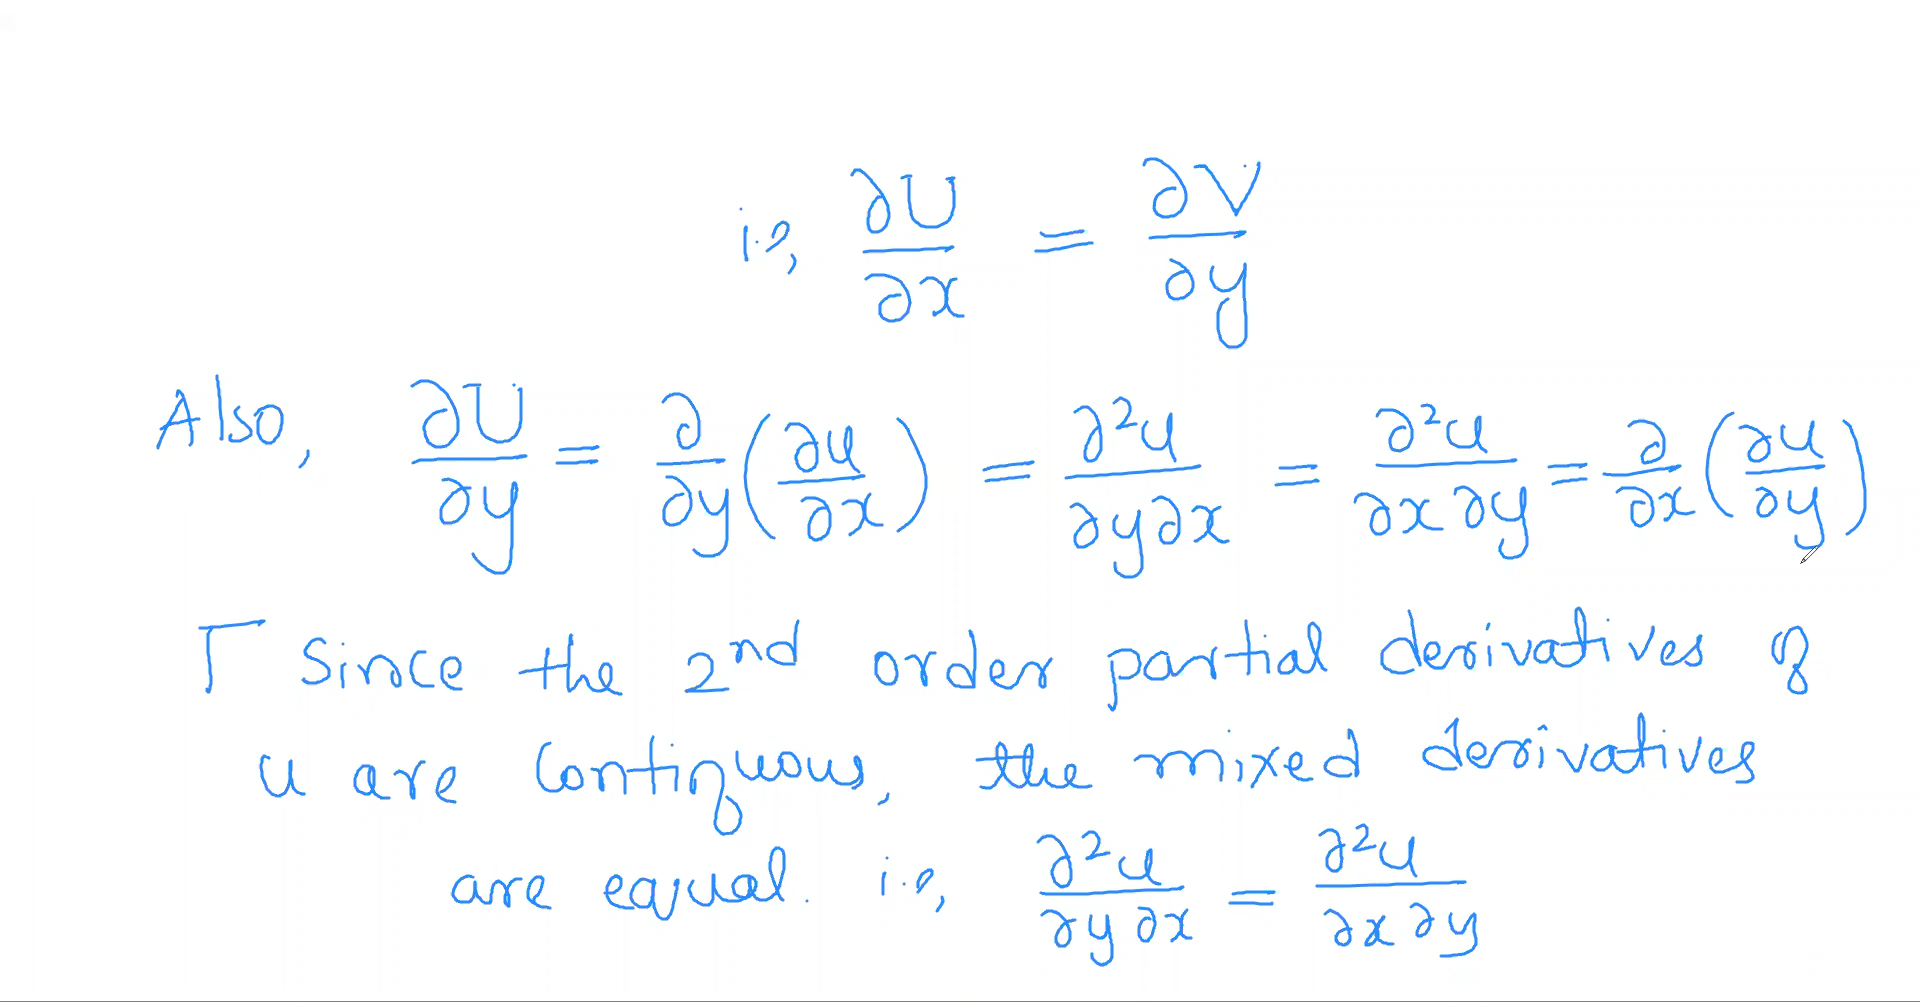 i.e, ∂U/∂x = ∂V/∂y
Also, ∂U/∂y = ∂/∂y (∂u/∂x) = ∂²u/∂y∂x = ∂²u/∂x∂y = ∂/∂x (∂u/∂y)
[ Since the 2nd order partial derivatives of
u are continuous, the mixed derivatives
are equal. i.e, ∂²u/∂y∂x = ∂²u/∂x∂y